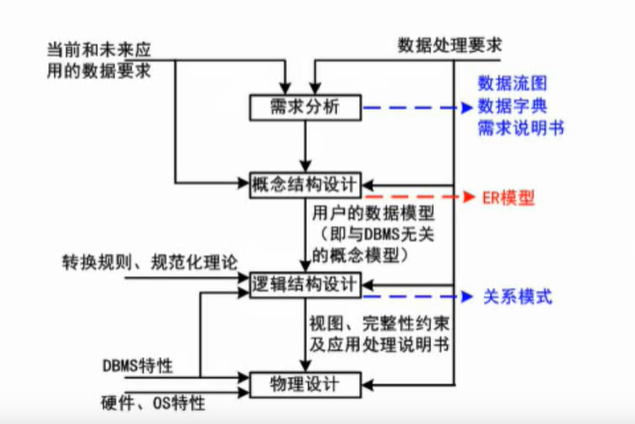 当前和未来应
用的数据要求
数据处理要求
需求分析
数据流图
数据字典
需求说明书
概念结构设计
ER模型
用户的数据模型
（即与DBMS无关
的概念模型）
转换规则、规范化理论
逻辑结构设计
关系模式
视图、完整性约束
及应用处理说明书
DBMS特性
物理设计
硬件、OS特性